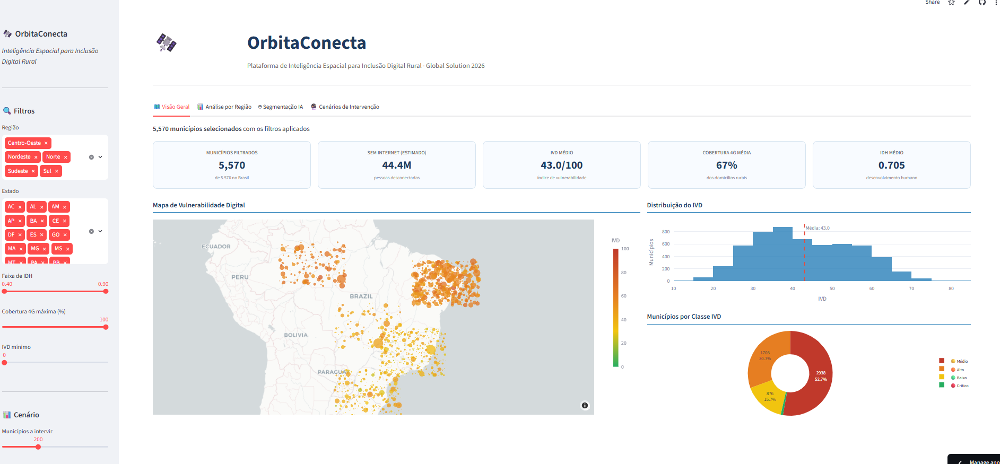 Share
OrbitaConecta
Inteligência Espacial para Inclusão
Digital Rural
Filtros
Região
Centro-Oeste ×
Nordeste × Norte ×
Sudeste × Sul ×
Estado
AC × AL × AM ×
AP × BA × CE ×
DF × ES × GO ×
MA × MG × MS ×
MT × PA × PB ×
Faixa de IDH
0.40 0.90
Cobertura 4G máxima (%)
100
IVD mínimo
0
Cenário
Municípios a intervir
200
OrbitaConecta
Plataforma de Inteligência Espacial para Inclusão Digital Rural · Global Solution 2026
Visão Geral Análise por Região Segmentação IA Cenários de Intervenção
5,570 municípios selecionados com os filtros aplicados
MUNICÍPIOS FILTRADOS
5,570
de 5.570 no Brasil
SEM INTERNET (ESTIMADO)
44.4M
pessoas desconectadas
IVD MÉDIO
43.0/100
índice de vulnerabilidade
COBERTURA 4G MÉDIA
67%
dos domicílios rurais
IDH MÉDIO
0.705
desenvolvimento humano
Mapa de Vulnerabilidade Digital
ECUADOR
PERU
BRAZIL
BOLIVIA
PARAGUA
IVD
100
80
60
40
20
0
Distribuição do IVD
Média: 43.0
Municípios
800
600
400
200
0
10 20 30 40 50 60 70 80
IVD
Municípios por Classe IVD
1708
30.7%
2938
52.7%
876
15.7%
Médio
Alto
Baixo
Crítico
Manage app